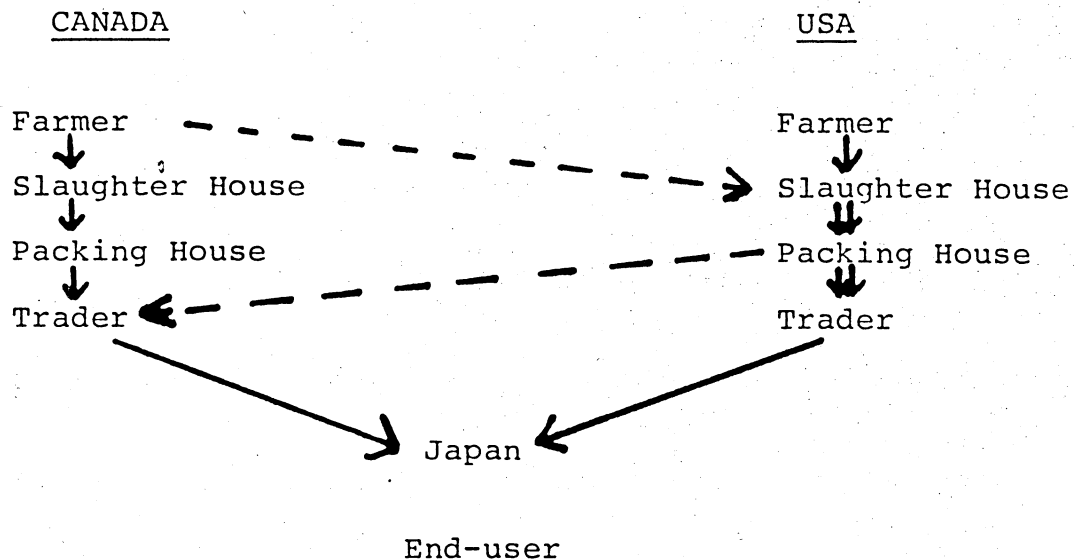 CANADA USA
Farmer Farmer
Slaughter House Slaughter House
Packing House Packing House
Trader Trader
Japan
End-user